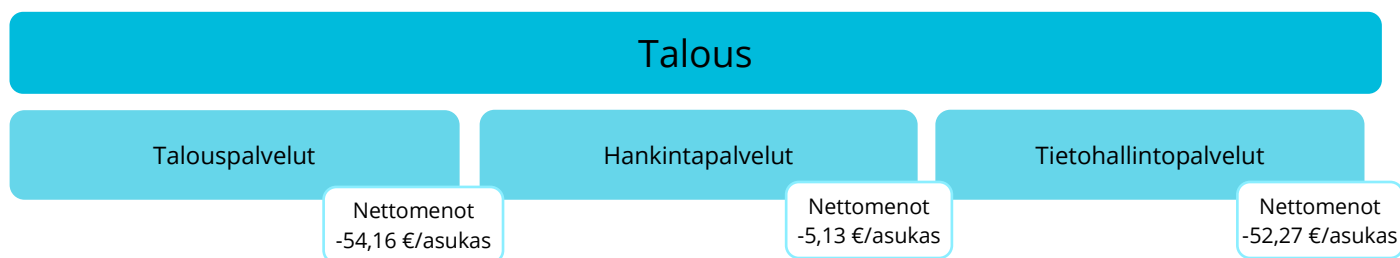 Talous
Talouspalvelut
Hankintapalvelut
Tietohallintopalvelut
Nettomenot
-54,16 €/asukas
Nettomenot
-5,13 €/asukas
Nettomenot
-52,27 €/asukas